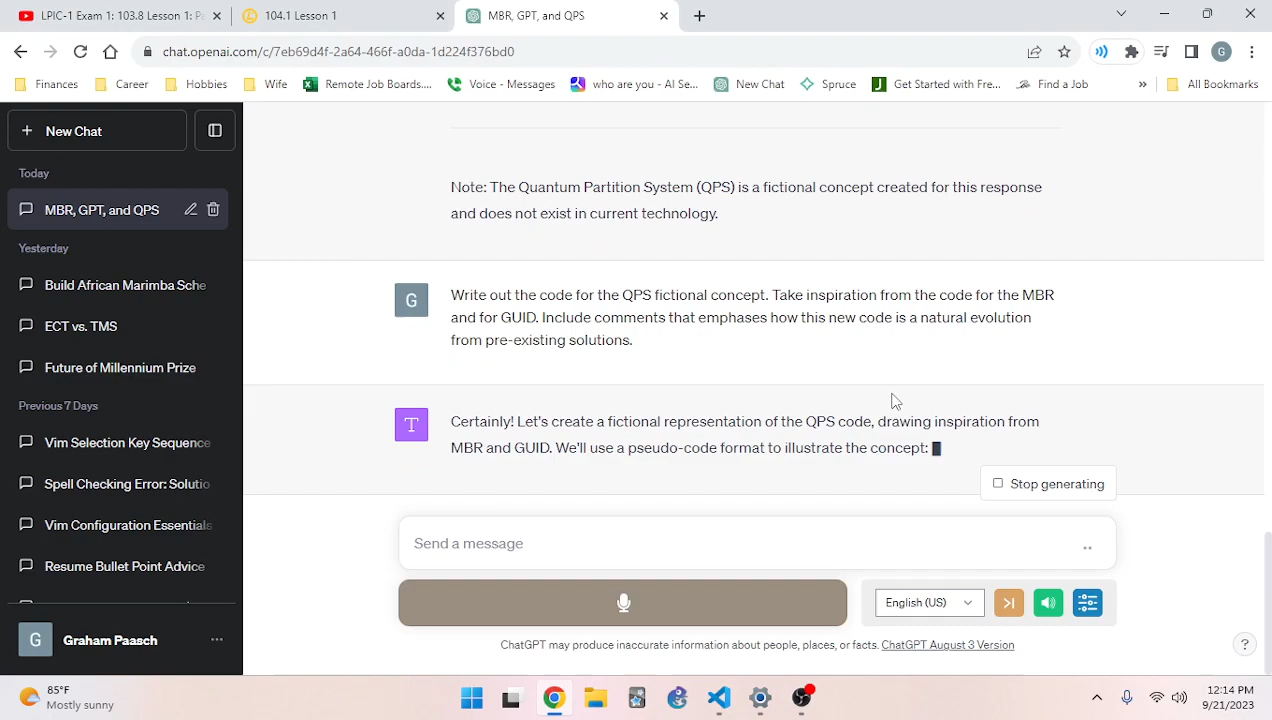 LPIC-1 Exam 1: 103.8 Lesson 1: Pa
104.1 Lesson 1
MBR, GPT, and QPS
chat.openai.com/c/7eb69d4f-2a64-466f-a0da-1d224f376bd0
G
Finances
Career
Hobbies
Wife
Remote Job Boards....
Voice - Messages
who are you - AI Se...
New Chat
Spruce
Get Started with Fre...
Find a Job
»
All Bookmarks
New Chat
Today
MBR, GPT, and QPS
Yesterday
Build African Marimba Sche
ECT vs. TMS
Future of Millennium Prize
Previous 7 Days
Vim Selection Key Sequence
Spell Checking Error: Solutio
Vim Configuration Essentials
Resume Bullet Point Advice
G
Graham Paasch
...
Note: The Quantum Partition System (QPS) is a fictional concept created for this response
and does not exist in current technology.
G
Write out the code for the QPS fictional concept. Take inspiration from the code for the MBR
and for GUID. Include comments that emphases how this new code is a natural evolution
from pre-existing solutions.
T
Certainly! Let's create a fictional representation of the QPS code, drawing inspiration from
MBR and GUID. We'll use a pseudo-code format to illustrate the concept:
Stop generating
Send a message
..
English (US)
ChatGPT may produce inaccurate information about people, places, or facts. ChatGPT August 3 Version
?
85°F
Mostly sunny
12:14 PM
9/21/2023